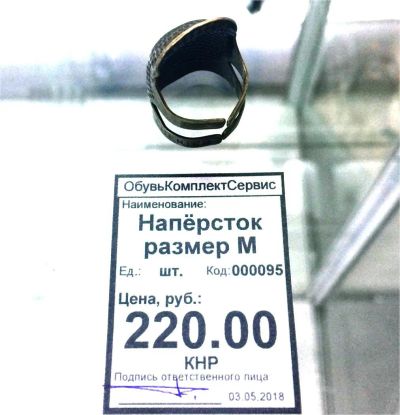 ОбувьКомплектСервис
Наименование:
Напёрсток
размер М
Ед.: шт. Код: 000095
Цена, руб.:
220.00
КНР
Подпись ответственного лица
03.05.2018